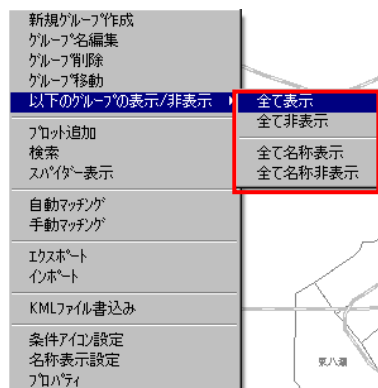 新規ｸﾞﾙｰﾌﾟ作成
ｸﾞﾙｰﾌﾟ名編集
ｸﾞﾙｰﾌﾟ削除
ｸﾞﾙｰﾌﾟ移動
以下のｸﾞﾙｰﾌﾟの表示/非表示
全て表示
全て非表示
全て名称表示
全て名称非表示
ﾌﾟﾛｯﾄ追加
検索
ｽﾊﾟｲﾀﾞｰ表示
自動ﾏｯﾁﾝｸﾞ
手動ﾏｯﾁﾝｸﾞ
ｴｸｽﾎﾟｰﾄ
ｲﾝﾎﾟｰﾄ
KMLﾌｧｲﾙ書込み
条件ｱｲｺﾝ設定
名称表示設定
ﾌﾟﾛﾊﾟﾃｨ